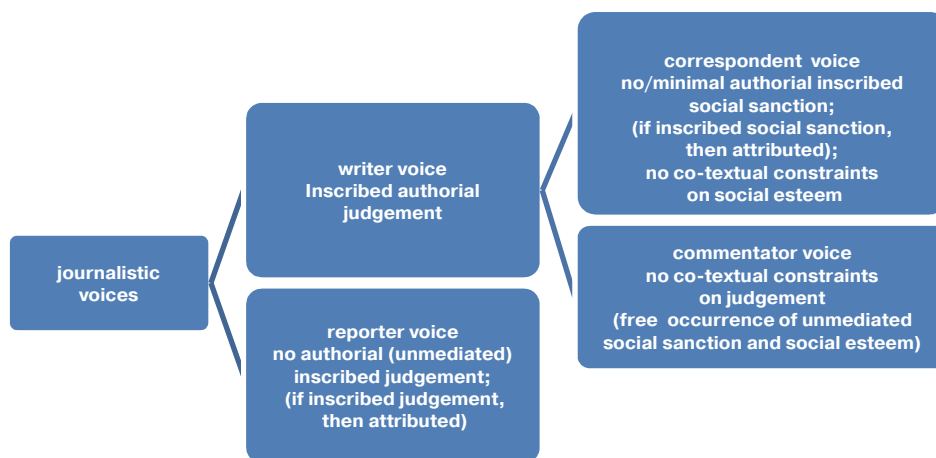 journalistic
voices
writer voice
Inscribed authorial
judgement
reporter voice
no authorial (unmediated)
inscribed judgement;
(if inscribed judgement,
then attributed)
correspondent voice
no/minimal authorial inscribed
social sanction;
(if inscribed social sanction,
then attributed);
no co-textual constraints
on social esteem
commentator voice
no co-textual constraints
on judgement
(free occurrence of unmediated
social sanction and social esteem)